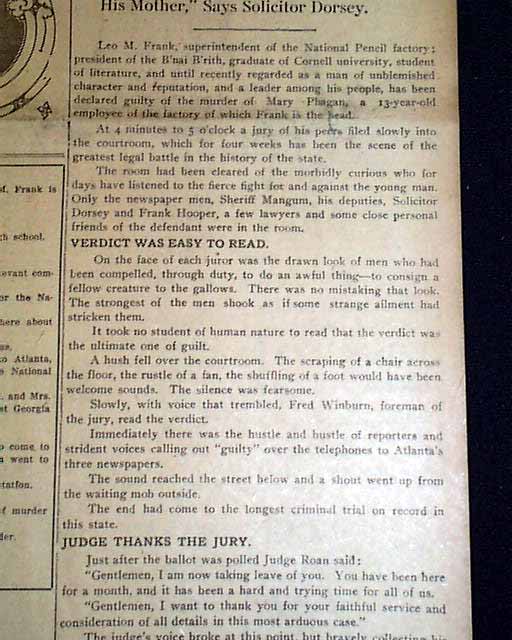 His Mother," Says Solicitor Dorsey.
Leo M. Frank, superintendent of the National Pencil factory;
president of the B'nai B'rith, graduate of Cornell university, student
of literature, and until recently regarded as a man of unblemished
character and reputation, and a leader among his people, has been
declared guilty of the murder of Mary Phagan, a 13-year-old
employee of the factory of which Frank is the head.
At 4 minutes to 5 o'clock a jury of his peers filed slowly into
the courtroom, which for four weeks has been the scene of the
greatest legal battle in the history of the state.
The room had been cleared of the morbidly curious who for
days have listened to the fierce fight for and against the young man.
Only the newspaper men, Sheriff Mangum, his deputies, Solicitor
Dorsey and Frank Hooper, a few lawyers and some close personal
friends of the defendant were in the room.
VERDICT WAS EASY TO READ.
On the face of each juror was the drawn look of men who had
been compelled, through duty, to do an awful thing—to consign a
fellow creature to the gallows. There was no mistaking that look.
The strongest of the men shook as if some strange ailment had
stricken them.
It took no student of human nature to read that the verdict was
the ultimate one of guilt.
A hush fell over the courtroom. The scraping of a chair across
the floor, the rustle of a fan, the shuffling of a foot would have been
welcome sounds. The silence was fearsome.
Slowly, with voice that trembled, Fred Winburn, foreman of
the jury, read the verdict.
Immediately there was the hustle and bustle of reporters and
strident voices calling out "guilty" over the telephones to Atlanta's
three newspapers.
The sound reached the street below and a shout went up from
the waiting mob outside.
The end had come to the longest criminal trial on record in
this state.
JUDGE THANKS THE JURY.
Just after the ballot was polled Judge Roan said:
"Gentlemen, I am now taking leave of you. You have been here
for a month, and it has been a hard and trying time for all of us.
"Gentlemen, I want to thank you for your faithful service and
consideration of all details in this most arduous case."
The judge's voice broke at this point, but bravely collecting his
Frank is
school.
com-
or the Na-
here about
to Atlanta,
National
and Mrs.
Georgia
come to
went to
of murder